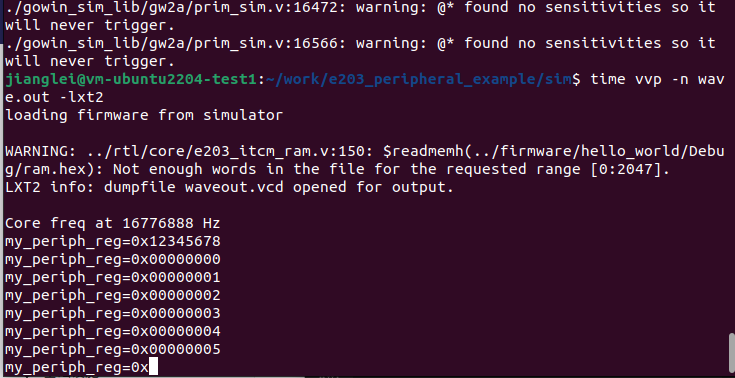 ./gowin_sim_lib/gw2a/prim_sim.v:16472: warning: @* found no sensitivities so it
will never trigger.
./gowin_sim_lib/gw2a/prim_sim.v:16566: warning: @* found no sensitivities so it
will never trigger.
jianglei@vm-ubuntu2204-test1:~/work/e203_peripheral_example/sim$ time vvp -n wav
e.out -lxt2
loading firmware from simulator

WARNING: ../rtl/core/e203_itcm_ram.v:150: $readmemh(../firmware/hello_world/Debu
g/ram.hex): Not enough words in the file for the requested range [0:2047].
LXT2 info: dumpfile waveout.vcd opened for output.

Core freq at 16776888 Hz
my_periph_reg=0x12345678
my_periph_reg=0x00000000
my_periph_reg=0x00000001
my_periph_reg=0x00000002
my_periph_reg=0x00000003
my_periph_reg=0x00000004
my_periph_reg=0x00000005
my_periph_reg=0x